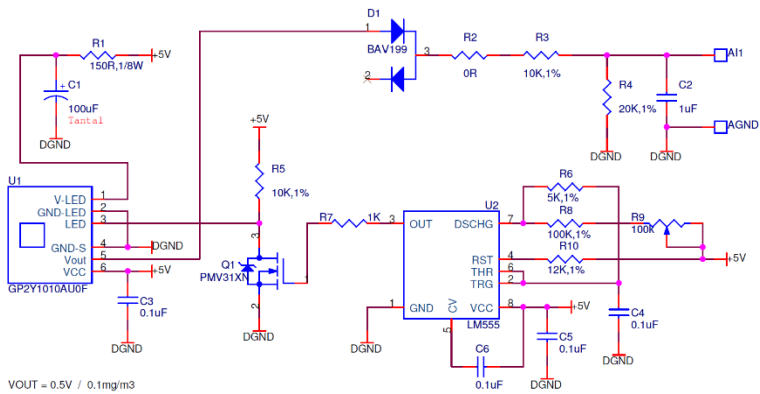 D1
1
BAV199
2
3
R1
150R,1/8W
+5V
C1
+
100uF
Tantal
DGND
R2
0R
R3
10K,1%
AI1
R4
20K,1%
C2
1uF
AGND
DGND
DGND
+5V
R5
10K,1%
U1
V-LED
1
GND-LED
2
LED
3
GND-S
4
DGND
Vout
5
VCC
6
+5V
GP2Y1010AU0F
C3
0.1uF
DGND
3
Q1
PMV31XN
1
2
DGND
R7
1K
U2
3
OUT
DSCHG
7
RST
4
THR
6
TRG
2
1
GND
CV
VCC
8
5
LM555
DGND
R6
5K,1%
R8
100K,1%
R9
100k
R10
12K,1%
+5V
+5V
C4
0.1uF
DGND
C5
0.1uF
DGND
C6
0.1uF
VOUT = 0.5V / 0.1mg/m3